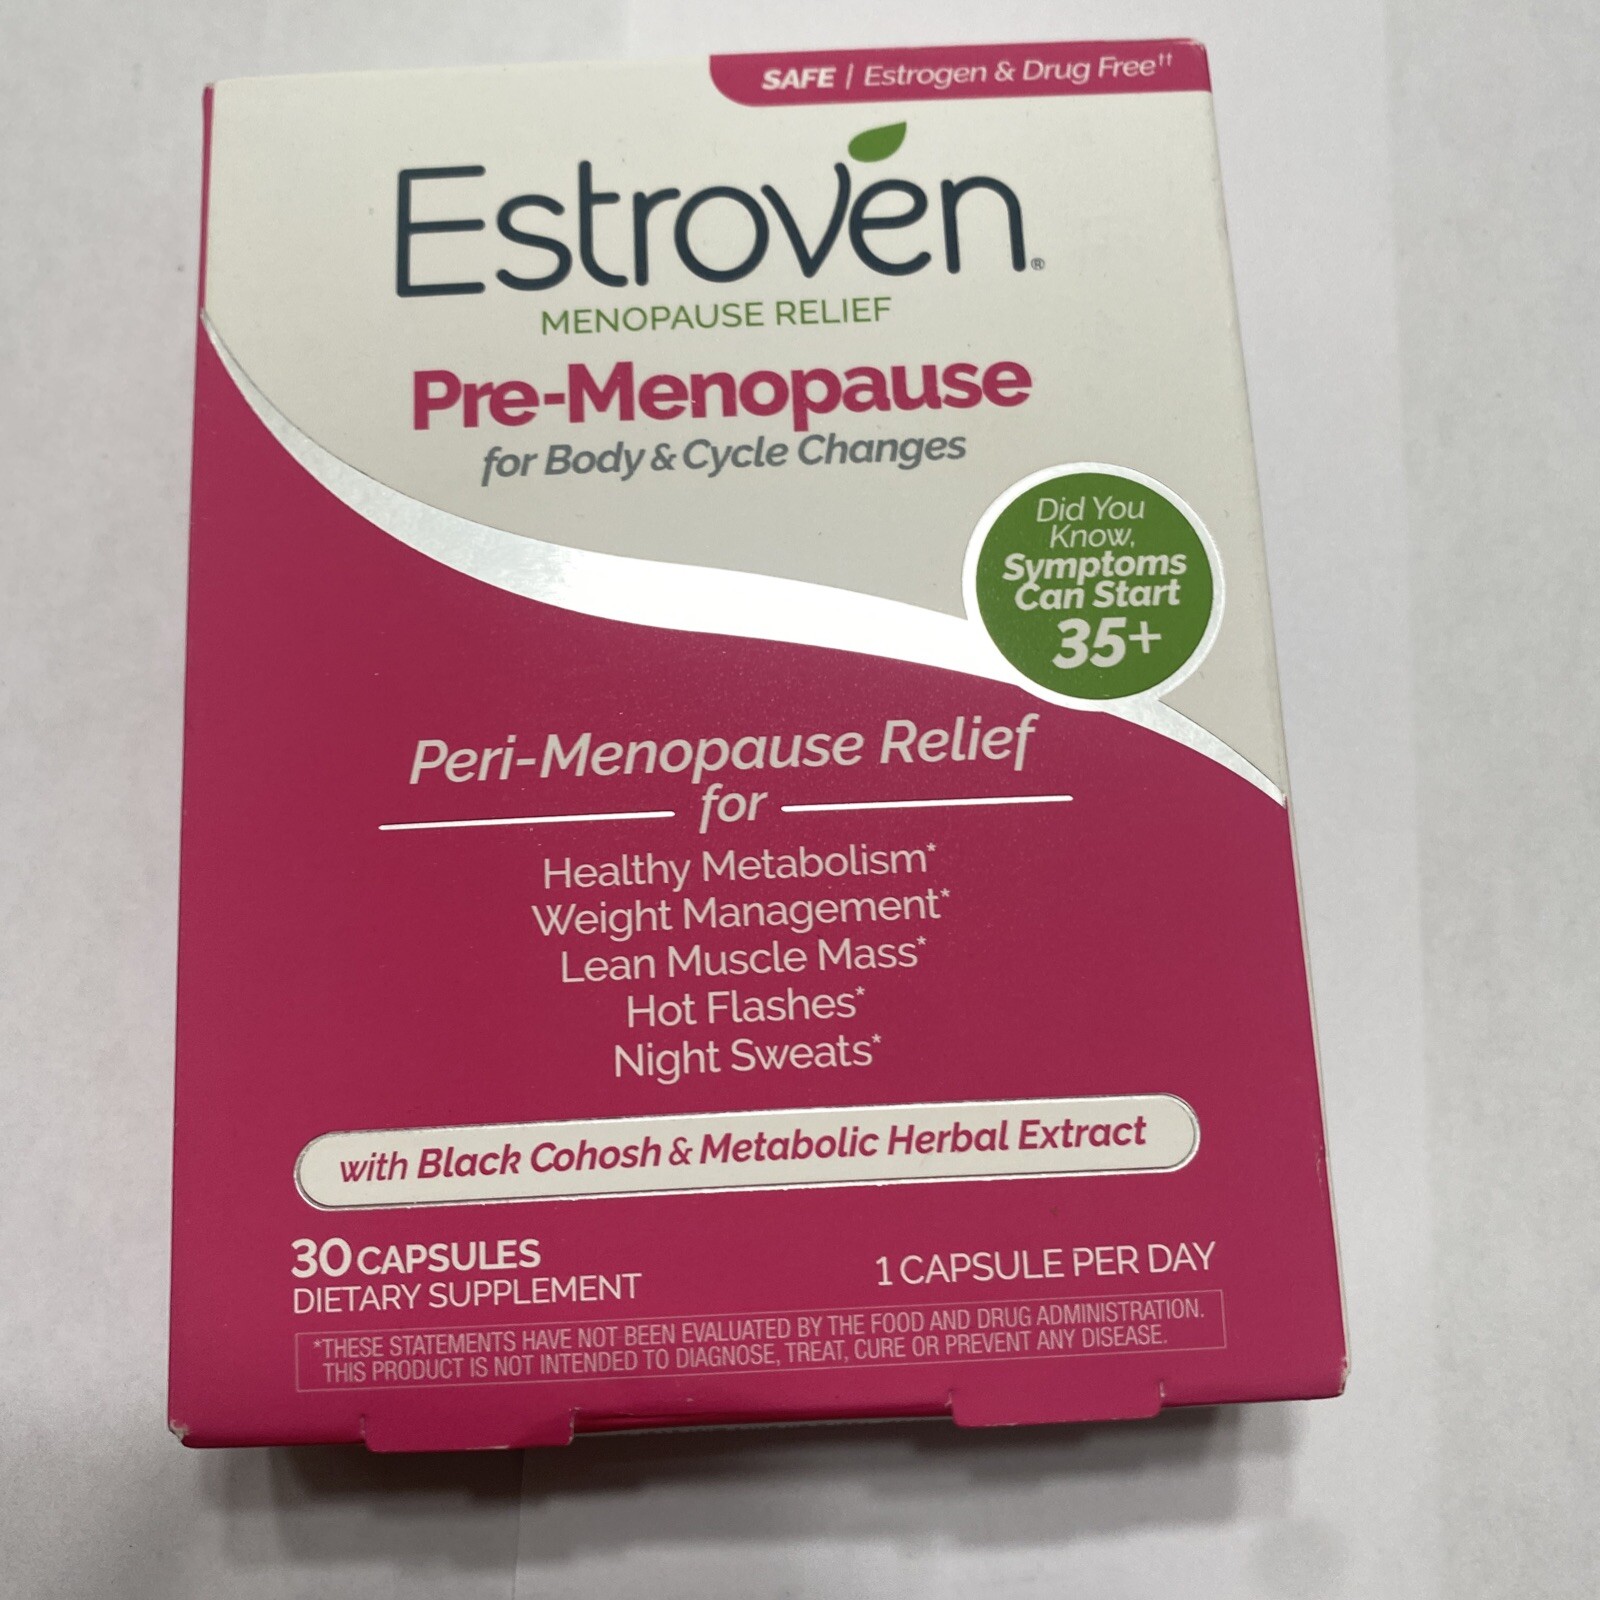 SAFE | Estrogen & Drug Free††
Estroven®
MENOPAUSE RELIEF
Pre-Menopause
for Body & Cycle Changes
Did You
Know,
Symptoms
Can Start
35+
Peri-Menopause Relief
for
Healthy Metabolism*
Weight Management*
Lean Muscle Mass*
Hot Flashes*
Night Sweats*
with Black Cohosh & Metabolic Herbal Extract
30 CAPSULES
DIETARY SUPPLEMENT
1 CAPSULE PER DAY
*THESE STATEMENTS HAVE NOT BEEN EVALUATED BY THE FOOD AND DRUG ADMINISTRATION.
THIS PRODUCT IS NOT INTENDED TO DIAGNOSE, TREAT, CURE OR PREVENT ANY DISEASE.